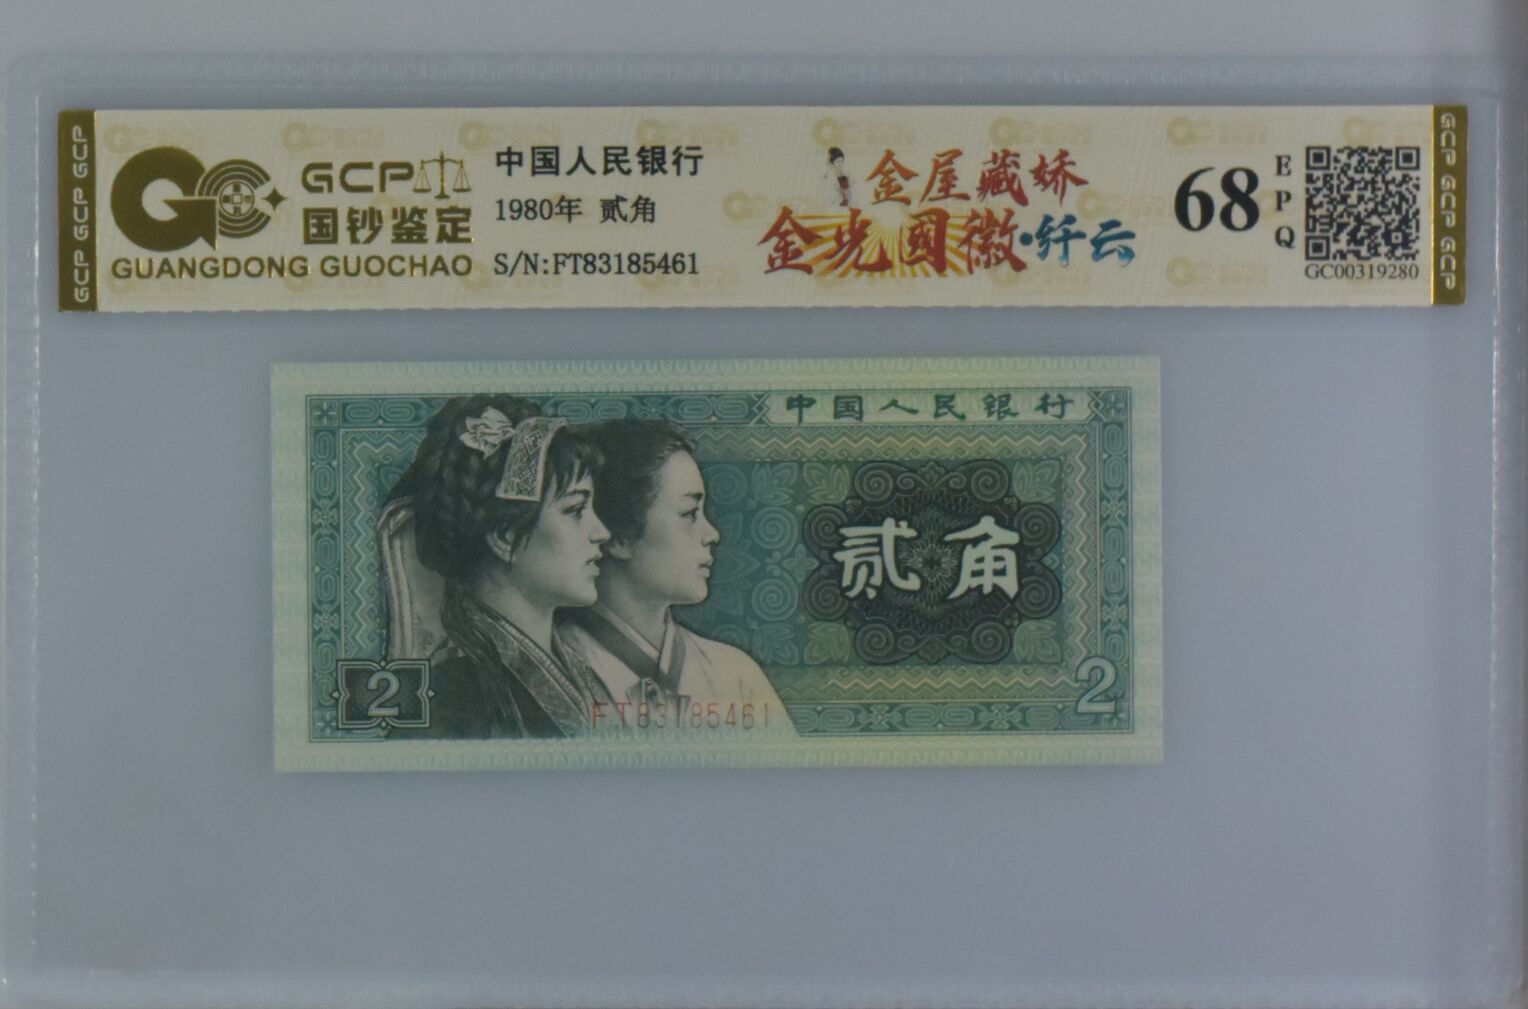 GCP GCP GCP
GCP
国钞鉴定
GUANGDONG GUOCHAO
中国人民银行
1980年 贰角
S/N:FT83185461
金屋藏娇
金光國徽·纤云
68
EPQ
GC00319280
GCP GCP GCP
中国人民银行
贰角
2
2
FT83185461